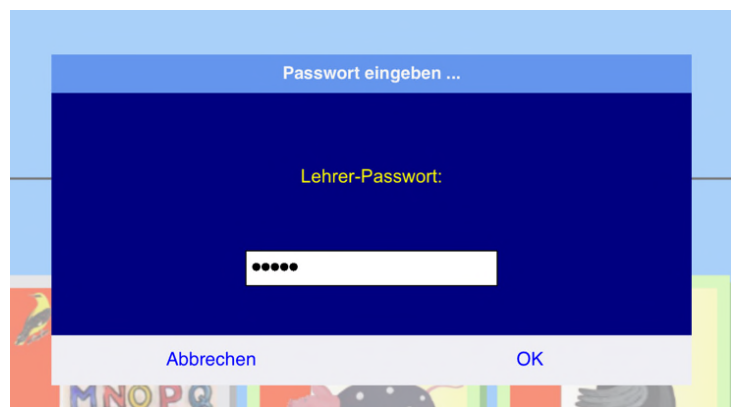 Passwort eingeben ...
Lehrer-Passwort:
•••••
Abbrechen
OK
MNOPQ